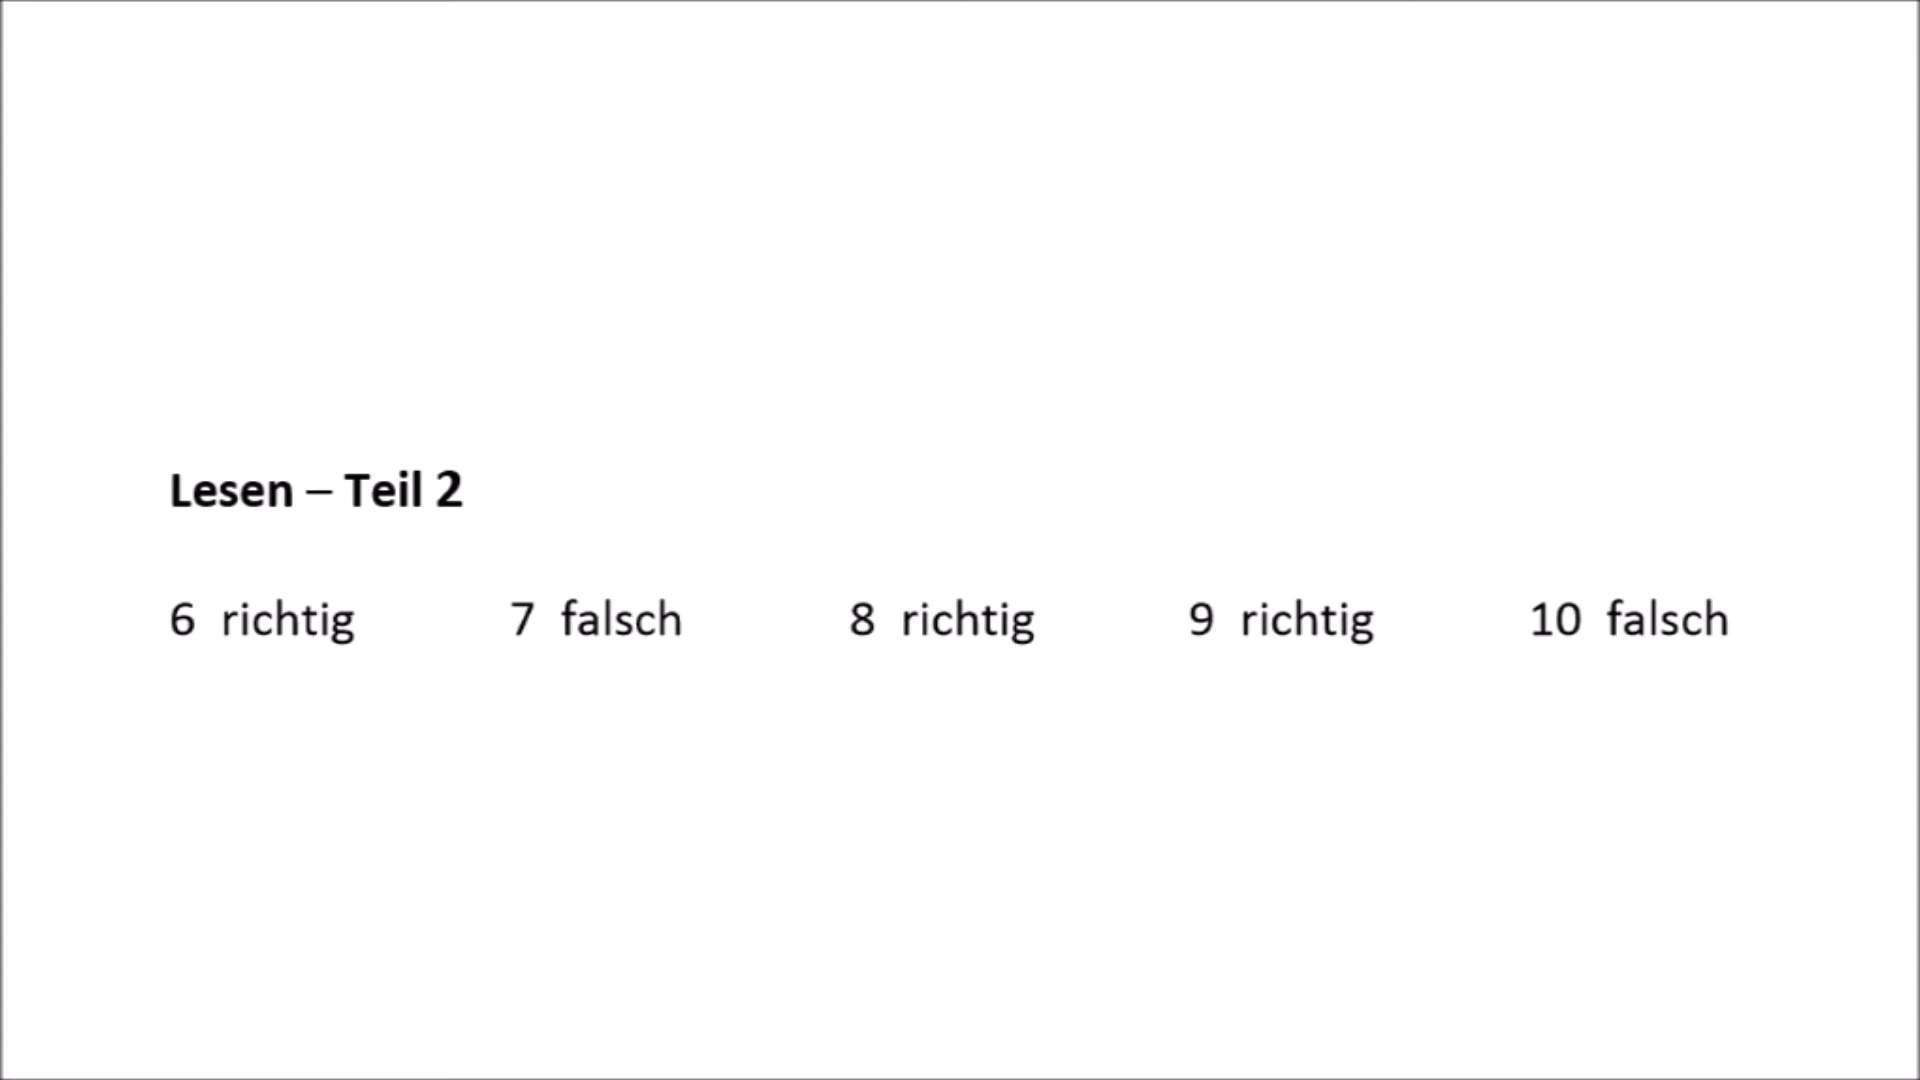 Lesen – Teil 2
6 richtig 7 falsch 8 richtig 9 richtig 10 falsch